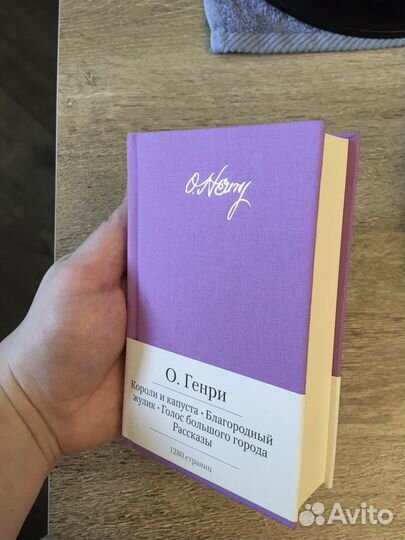 O. Henry
О. Генри
Короли и капуста • Благородный
жулик • Голос большого города
Рассказы
1280 страниц
Avito